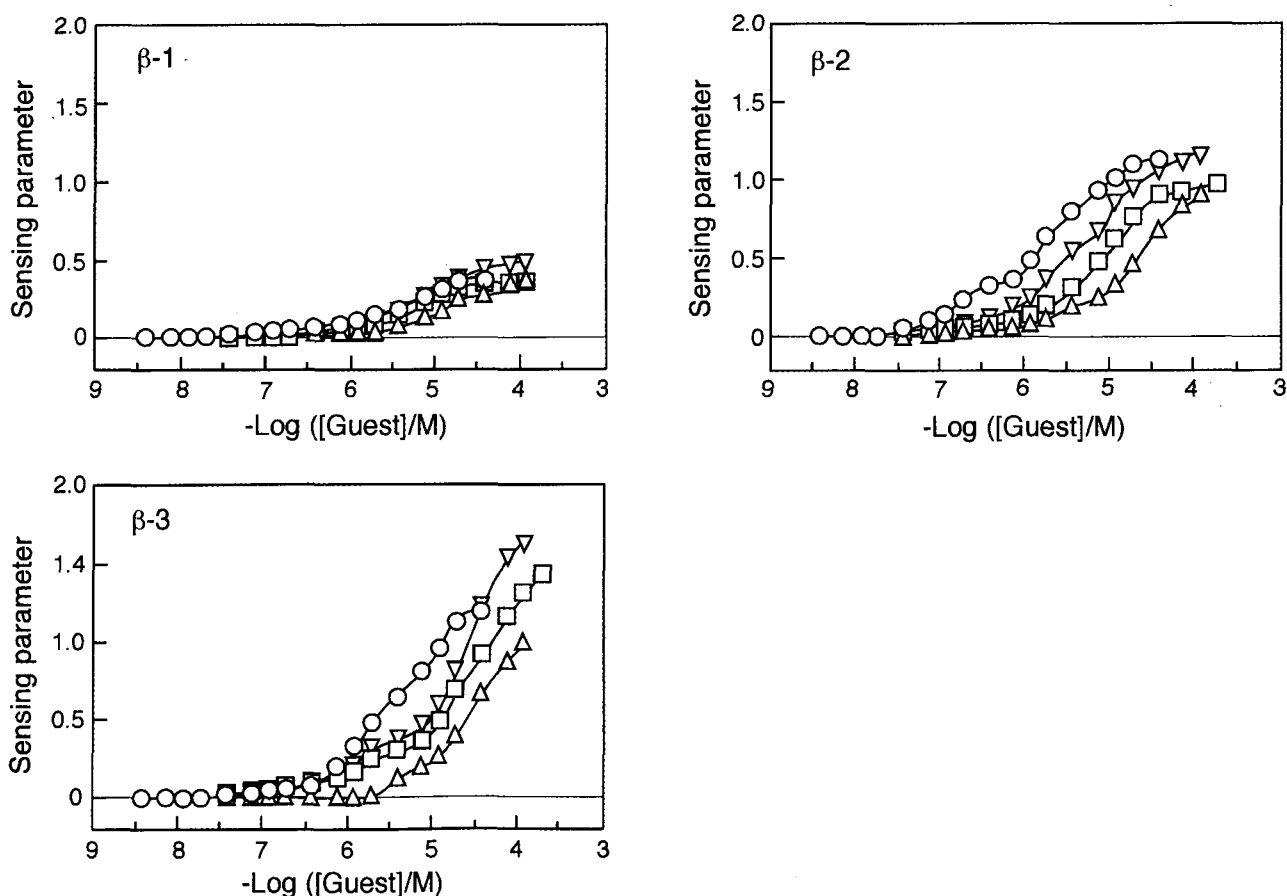 2.0
β-1
1.5
1.0
0.5
0
Sensing parameter
9 8 7 6 5 4 3
-Log ([Guest]/M)
2.0
β-2
1.5
1.0
0.5
0
Sensing parameter
9 8 7 6 5 4 3
-Log ([Guest]/M)
2.0
β-3
1.4
1.0
0.5
0
Sensing parameter
9 8 7 6 5 4 3
-Log ([Guest]/M)